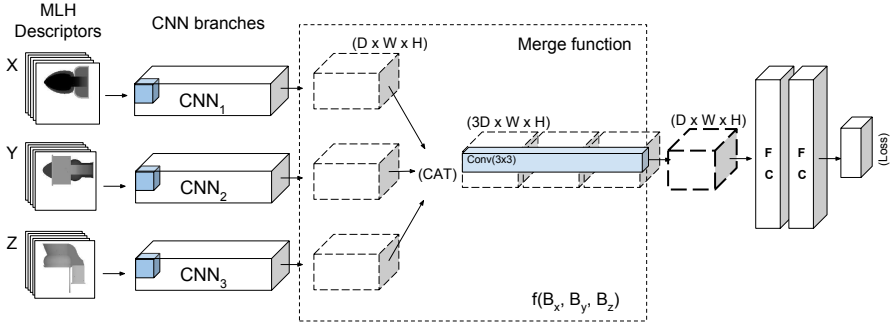 MLH
Descriptors
CNN branches
X
CNN1
(D x W x H)
Merge function
Y
CNN2
(CAT)
(3D x W x H)
Conv(3x3)
(D x W x H)
F
C
F
C
(Loss)
Z
CNN3
f(Bx, By, Bz)